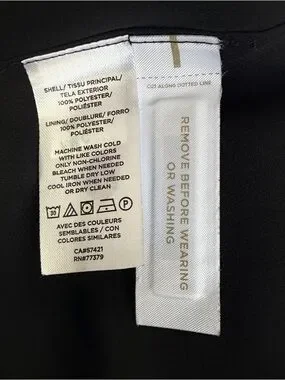 SHELL/ TISSU PRINCIPAL/
TELA EXTERIOR
100% POLYESTER/
POLIÉSTER
LINING/ DOUBLURE/ FORRO
100% POLYESTER/
POLIÉSTER
MACHINE WASH COLD
WITH LIKE COLORS
ONLY NON-CHLORINE
BLEACH WHEN NEEDED
TUMBLE DRY LOW
COOL IRON WHEN NEEDED
OR DRY CLEAN
30 P
AVEC DES COULEURS
SEMBLABLES / CON
COLORES SIMILARES
CA#57421
RN#77379
CUT ALONG DOTTED LINE
REMOVE BEFORE WEARING
OR WASHING